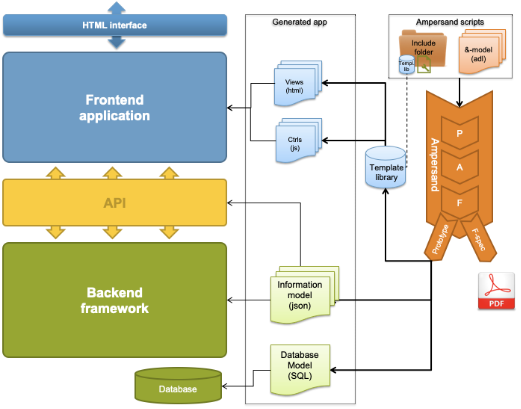 HTML interface
Generated app
Ampersand scripts
Include
folder
Templ.
lib
&-model
(adl)
Frontend
application
Views
(html)
Ctrls
(js)
Template
library
Ampersand
P
A
F
Prototype
F-spec
API
Backend
framework
Information
model
(json)
PDF
Database
Model
(SQL)
Database